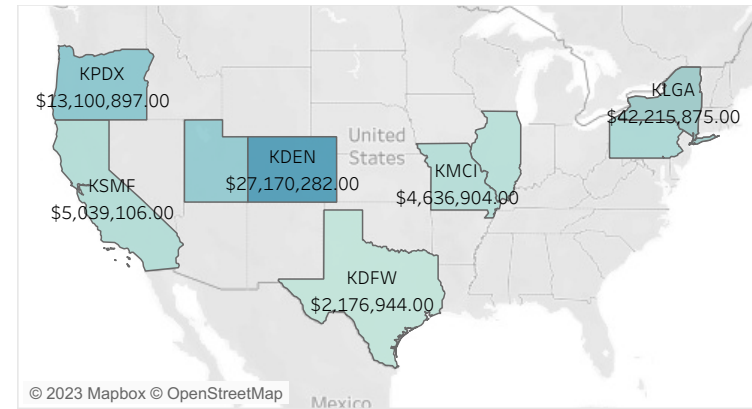 KPDX
$13,100,897.00
KLGA
$42,215,875.00
United
States
KDEN
$27,170,282.00
KMCI
$4,636,904.00
KSMF
$5,039,106.00
KDFW
$2,176,944.00
© 2023 Mapbox © OpenStreetMap
Mexico